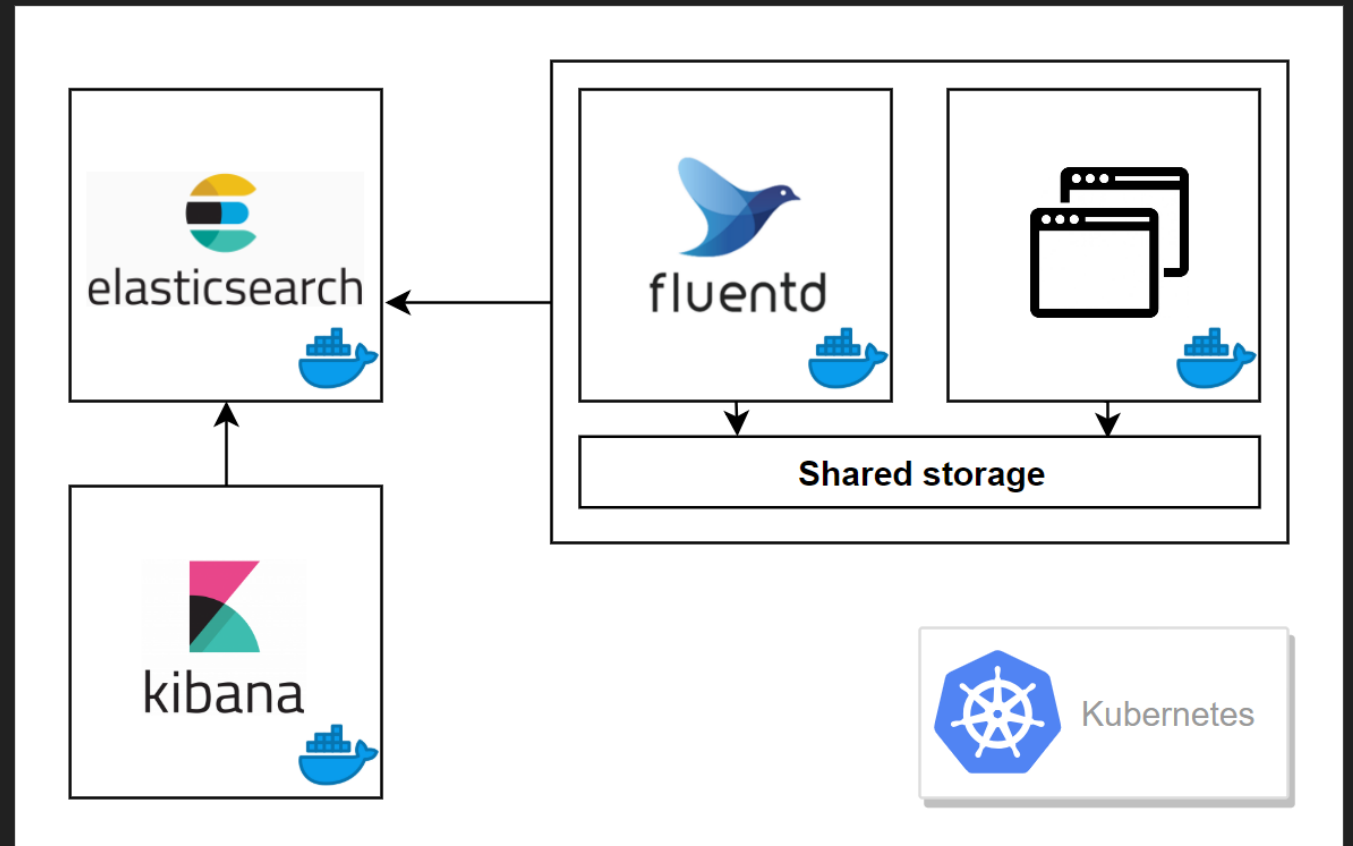 elasticsearch
fluentd
Shared storage
kibana
Kubernetes